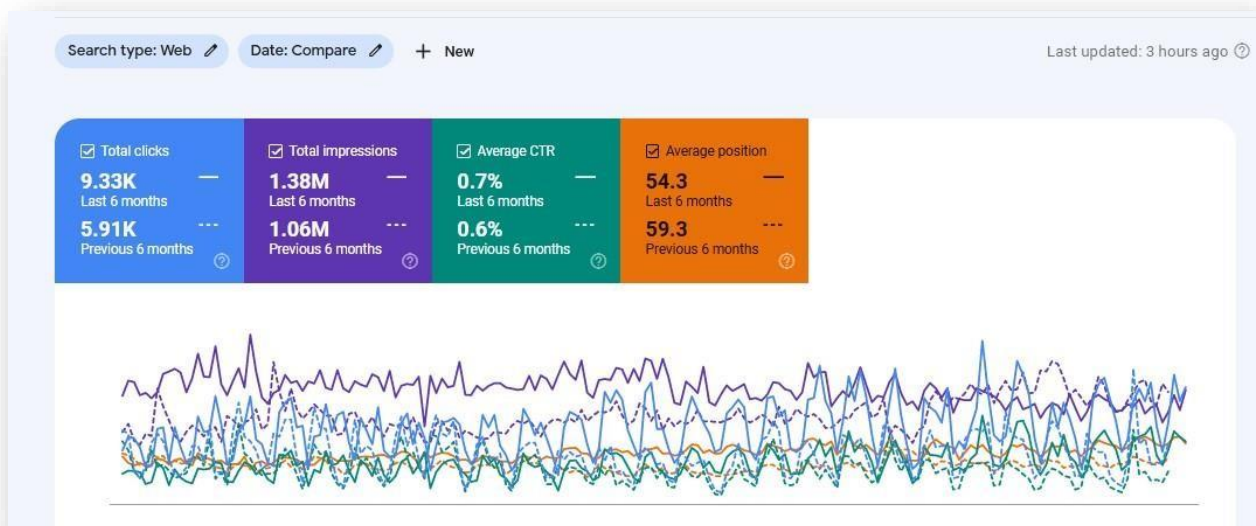 Search type: Web
Date: Compare
+ New
Last updated: 3 hours ago
Total clicks
9.33K
Last 6 months
5.91K
Previous 6 months
Total impressions
1.38M
Last 6 months
1.06M
Previous 6 months
Average CTR
0.7%
Last 6 months
0.6%
Previous 6 months
Average position
54.3
Last 6 months
59.3
Previous 6 months